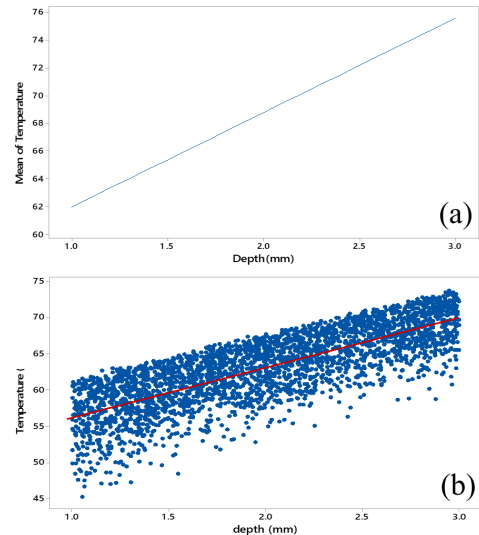 76
74
72
70
68
66
64
62
60
Mean of Temperature
1.0 1.5 2.0 2.5 3.0
Depth(mm)
(a)
75
70
65
60
55
50
45
Temperature (
1.0 1.5 2.0 2.5 3.0
depth (mm)
(b)